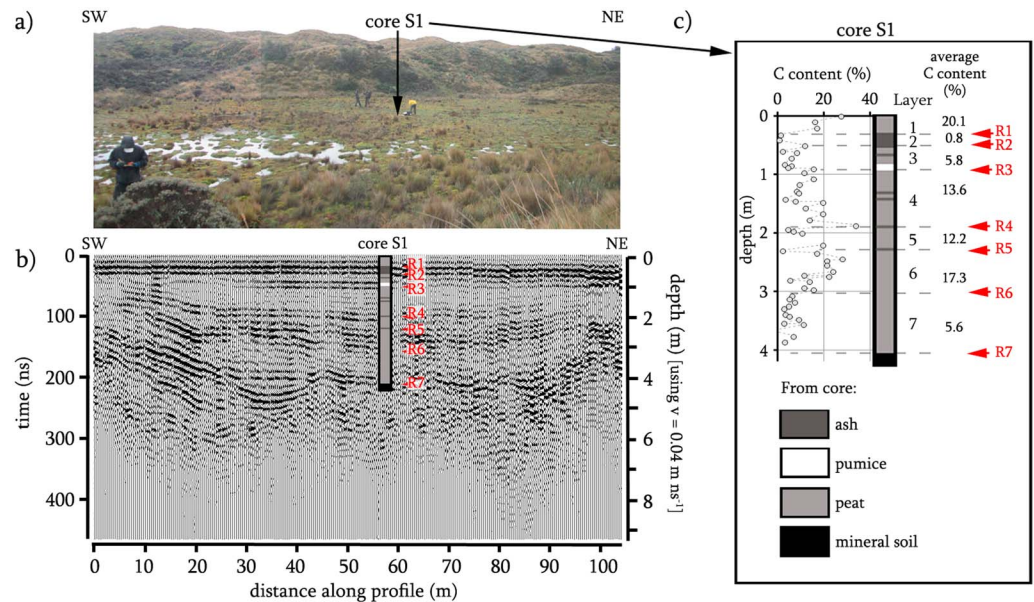 a)
SW
core S1
NE
c)
core S1
C content (%)
average
C content
(%)
Layer
0
20
40
depth (m)
0
1
2
3
4
1
2
3
4
5
6
7
20.1
0.8
5.8
13.6
12.2
17.3
5.6
R1
R2
R3
R4
R5
R6
R7
From core:
ash
pumice
peat
mineral soil
b)
SW
core S1
NE
time (ns)
0
100
200
300
400
R1
R2
R3
R4
R5
R6
R7
0
2
4
6
8
depth (m) [using v = 0.04 m ns⁻¹]
0 10 20 30 40 50 60 70 80 90 100
distance along profile (m)